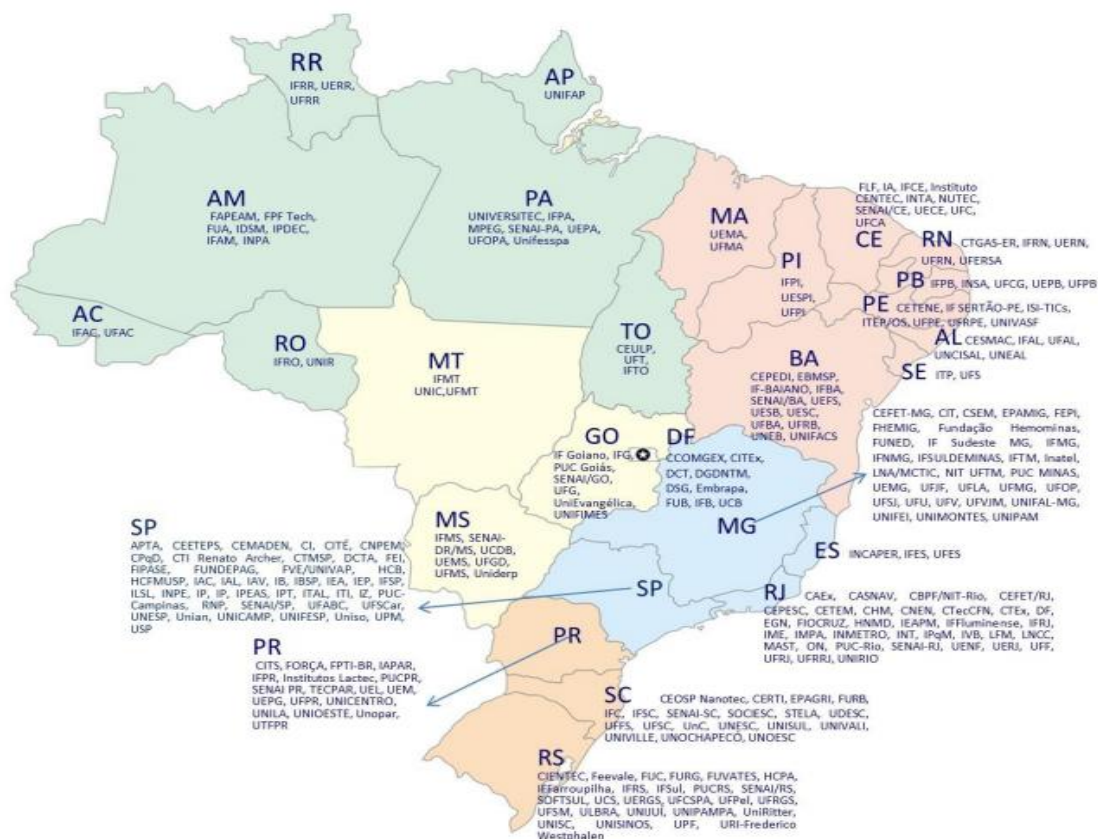 RR
IFRR, UERR,
UFRR
AP
UNIFAP
AM
FAPEAM, FPF Tech,
FUA, IDSM, IPDEC,
IFAM, INPA
PA
UNIVERSITEC, IFPA,
MPEG, SENAI-PA, UEPA,
UFOPA, Unifesspa
MA
UEMA,
UFMA
FLF, IA, IFCE, Instituto
CENTEC, INTA, NUTEC,
SENAI/CE, UECE, UFC,
UFCA
CE
RN CTGAS-ER, IFRN, UERN,
UFRN, UFERSA
PI
IFPI,
UESPI,
UFPI
PB IFPB, INSA, UFCG, UEPB, UFPB
PE CETENE, IF SERTÃO-PE, ISI-TICs,
ITEP/OS, UFPE, UFRPE, UNIVASF
AL CESMAC, IFAL, UFAL,
UNCISAL, UNEAL
SE ITP, UFS
AC
IFAC, UFAC
RO
IFRO, UNIR
MT
IFMT
UNIC,UFMT
TO
CEULP,
UFT,
IFTO
BA
CEPEDI, EBMSP,
IF-BAIANO, IFBA,
SENAI/BA, UEFS,
UESB, UESC,
UFBA, UFRB,
UNEB, UNIFACS
GO
IF Goiano, IFG,
PUC Goiás,
SENAI/GO,
UFG,
UniEvangélica,
UNIFIMES
DF
CCOMGEX, CITEx,
DCT, DGDNTM,
DSG, Embrapa,
FUB, IFB, UCB
CEFET-MG, CIT, CSEM, EPAMIG, FEPI,
FHEMIG, Fundação Hemominas,
FUNED, IF Sudeste MG, IFMG,
IFNMG, IFSULDEMINAS, IFTM, Inatel,
LNA/MCTIC, NIT UFTM, PUC MINAS,
UEMG, UFJF, UFLA, UFMG, UFOP,
UFSJ, UFU, UFV, UFVJM, UNIFAL-MG,
UNIFEI, UNIMONTES, UNIPAM
MG
MS
IFMS, SENAI-
DR/MS, UCDB,
UEMS, UFGD,
UFMS, Uniderp
ES INCAPER, IFES, UFES
SP
APTA, CEETEPS, CEMADEN, CI, CITÉ, CNPEM,
CPqD, CTI Renato Archer, CTMSP, DCTA, FEI,
FIPASE, FUNDEPAG, FVE/UNIVAP, HCB,
HCFMUSP, IAC, IAL, IAV, IB, IBSP, IEA, IEP, IFSP,
ILSL, INPE, IP, IP, IPEAS, IPT, ITAL, ITI, IZ, PUC-
Campinas, RNP, SENAI/SP, UFABC, UFSCar,
UNESP, Unian, UNICAMP, UNIFESP, Uniso, UPM,
USP
SP
RJ CAEx, CASNAV, CBPF/NIT-Rio, CEFET/RJ,
CEPESC, CETEM, CHM, CNEN, CTecCFN, CTEx, DF,
EGN, FIOCRUZ, HNMD, IEAPM, IFFluminense, IFRJ,
IME, IMPA, INMETRO, INT, IPqM, IVB, LFM, LNCC,
MAST, ON, PUC-Rio, SENAI-RJ, UENF, UERJ, UFF,
UFRJ, UFRRJ, UNIRIO
PR
PR
CITS, FORÇA, FPTI-BR, IAPAR,
IFPR, Institutos Lactec, PUCPR,
SENAI PR, TECPAR, UEL, UEM,
UEPG, UFPR, UNICENTRO,
UNILA, UNIOESTE, Unopar,
UTFPR
SC CEOSP Nanotec, CERTI, EPAGRI, FURB,
IFC, IFSC, SENAI-SC, SOCIESC, STELA, UDESC,
UFFS, UFSC, UnC, UNESC, UNISUL, UNIVALI,
UNIVILLE, UNOCHAPECÓ, UNOESC
RS
CIENTEC, Feevale, FUC, FURG, FUVATES, HCPA,
IFFarroupilha, IFRS, IFSul, PUCRS, SENAI/RS,
SOFTSUL, UCS, UERGS, UFCSPA, UFPel, UFRGS,
UFSM, ULBRA, UNIJUÍ, UNIPAMPA, UniRitter,
UNISC, UNISINOS, UPF, URI-Frederico
Westphalen